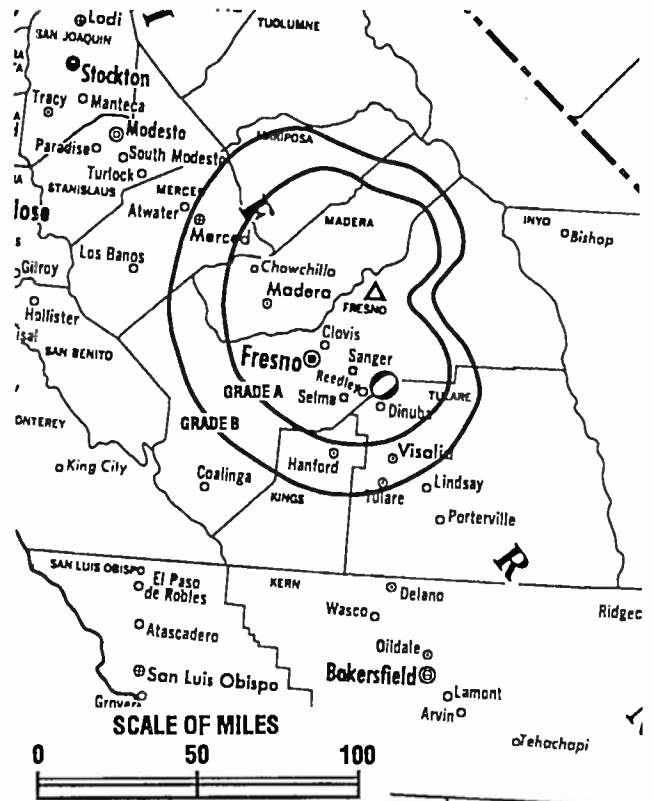 Lodi
TUOLUMNE
SAN JOAQUIN
Stockton
Tracy
Manteca
Modesto
Paradise
South Modesto
Turlock
STANISLAUS
MARIPOSA
MERCED
Atwater
Merced
MADERA
INYO
Bishop
Los Banos
Gilroy
Chowchilla
Madera
FRESNO
Hollister
Clovis
SAN BENITO
Fresno
Sanger
Reedley
GRADE A
Selma
TULARE
Dinuba
GRADE B
ONTEREY
Visalia
Hanford
King City
Coalinga
KINGS
Tulare
Lindsay
Porterville
R
SAN LUIS OBISPO
El Paso
de Robles
KERN
Delano
Wasco
Ridgec
Atascadero
Oildale
San Luis Obispo
Bakersfield
Lamont
Arvin
Tehachapi
SCALE OF MILES
0 50 100